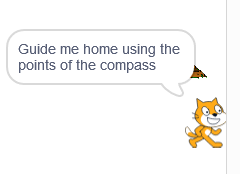 Guide me home using the
points of the compass